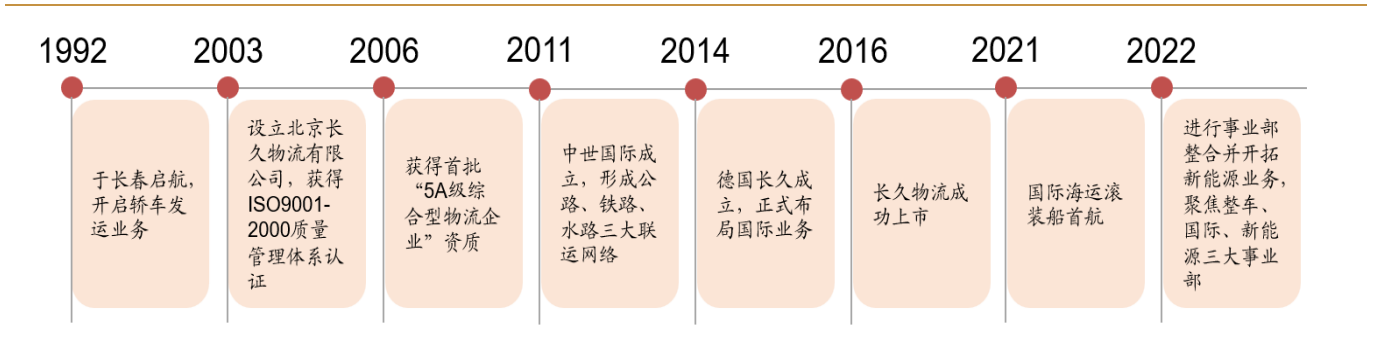 1992
2003
2006
2011
2014
2016
2021
2022
于长春启航，
开启轿车发
运业务
设立北京长
久物流有限
公司，获得
ISO9001-
2000质量
管理体系认
证
获得首批
“5A级综
合型物流企
业”资质
中世国际成
立，形成公
路、铁路、
水路三大联
运网络
德国长久成
立，正式布
局国际业务
长久物流成
功上市
国际海运滚
装船首航
进行事业部
整合并开拓
新能源业务，
聚焦整车、
国际、新能
源三大事业
部